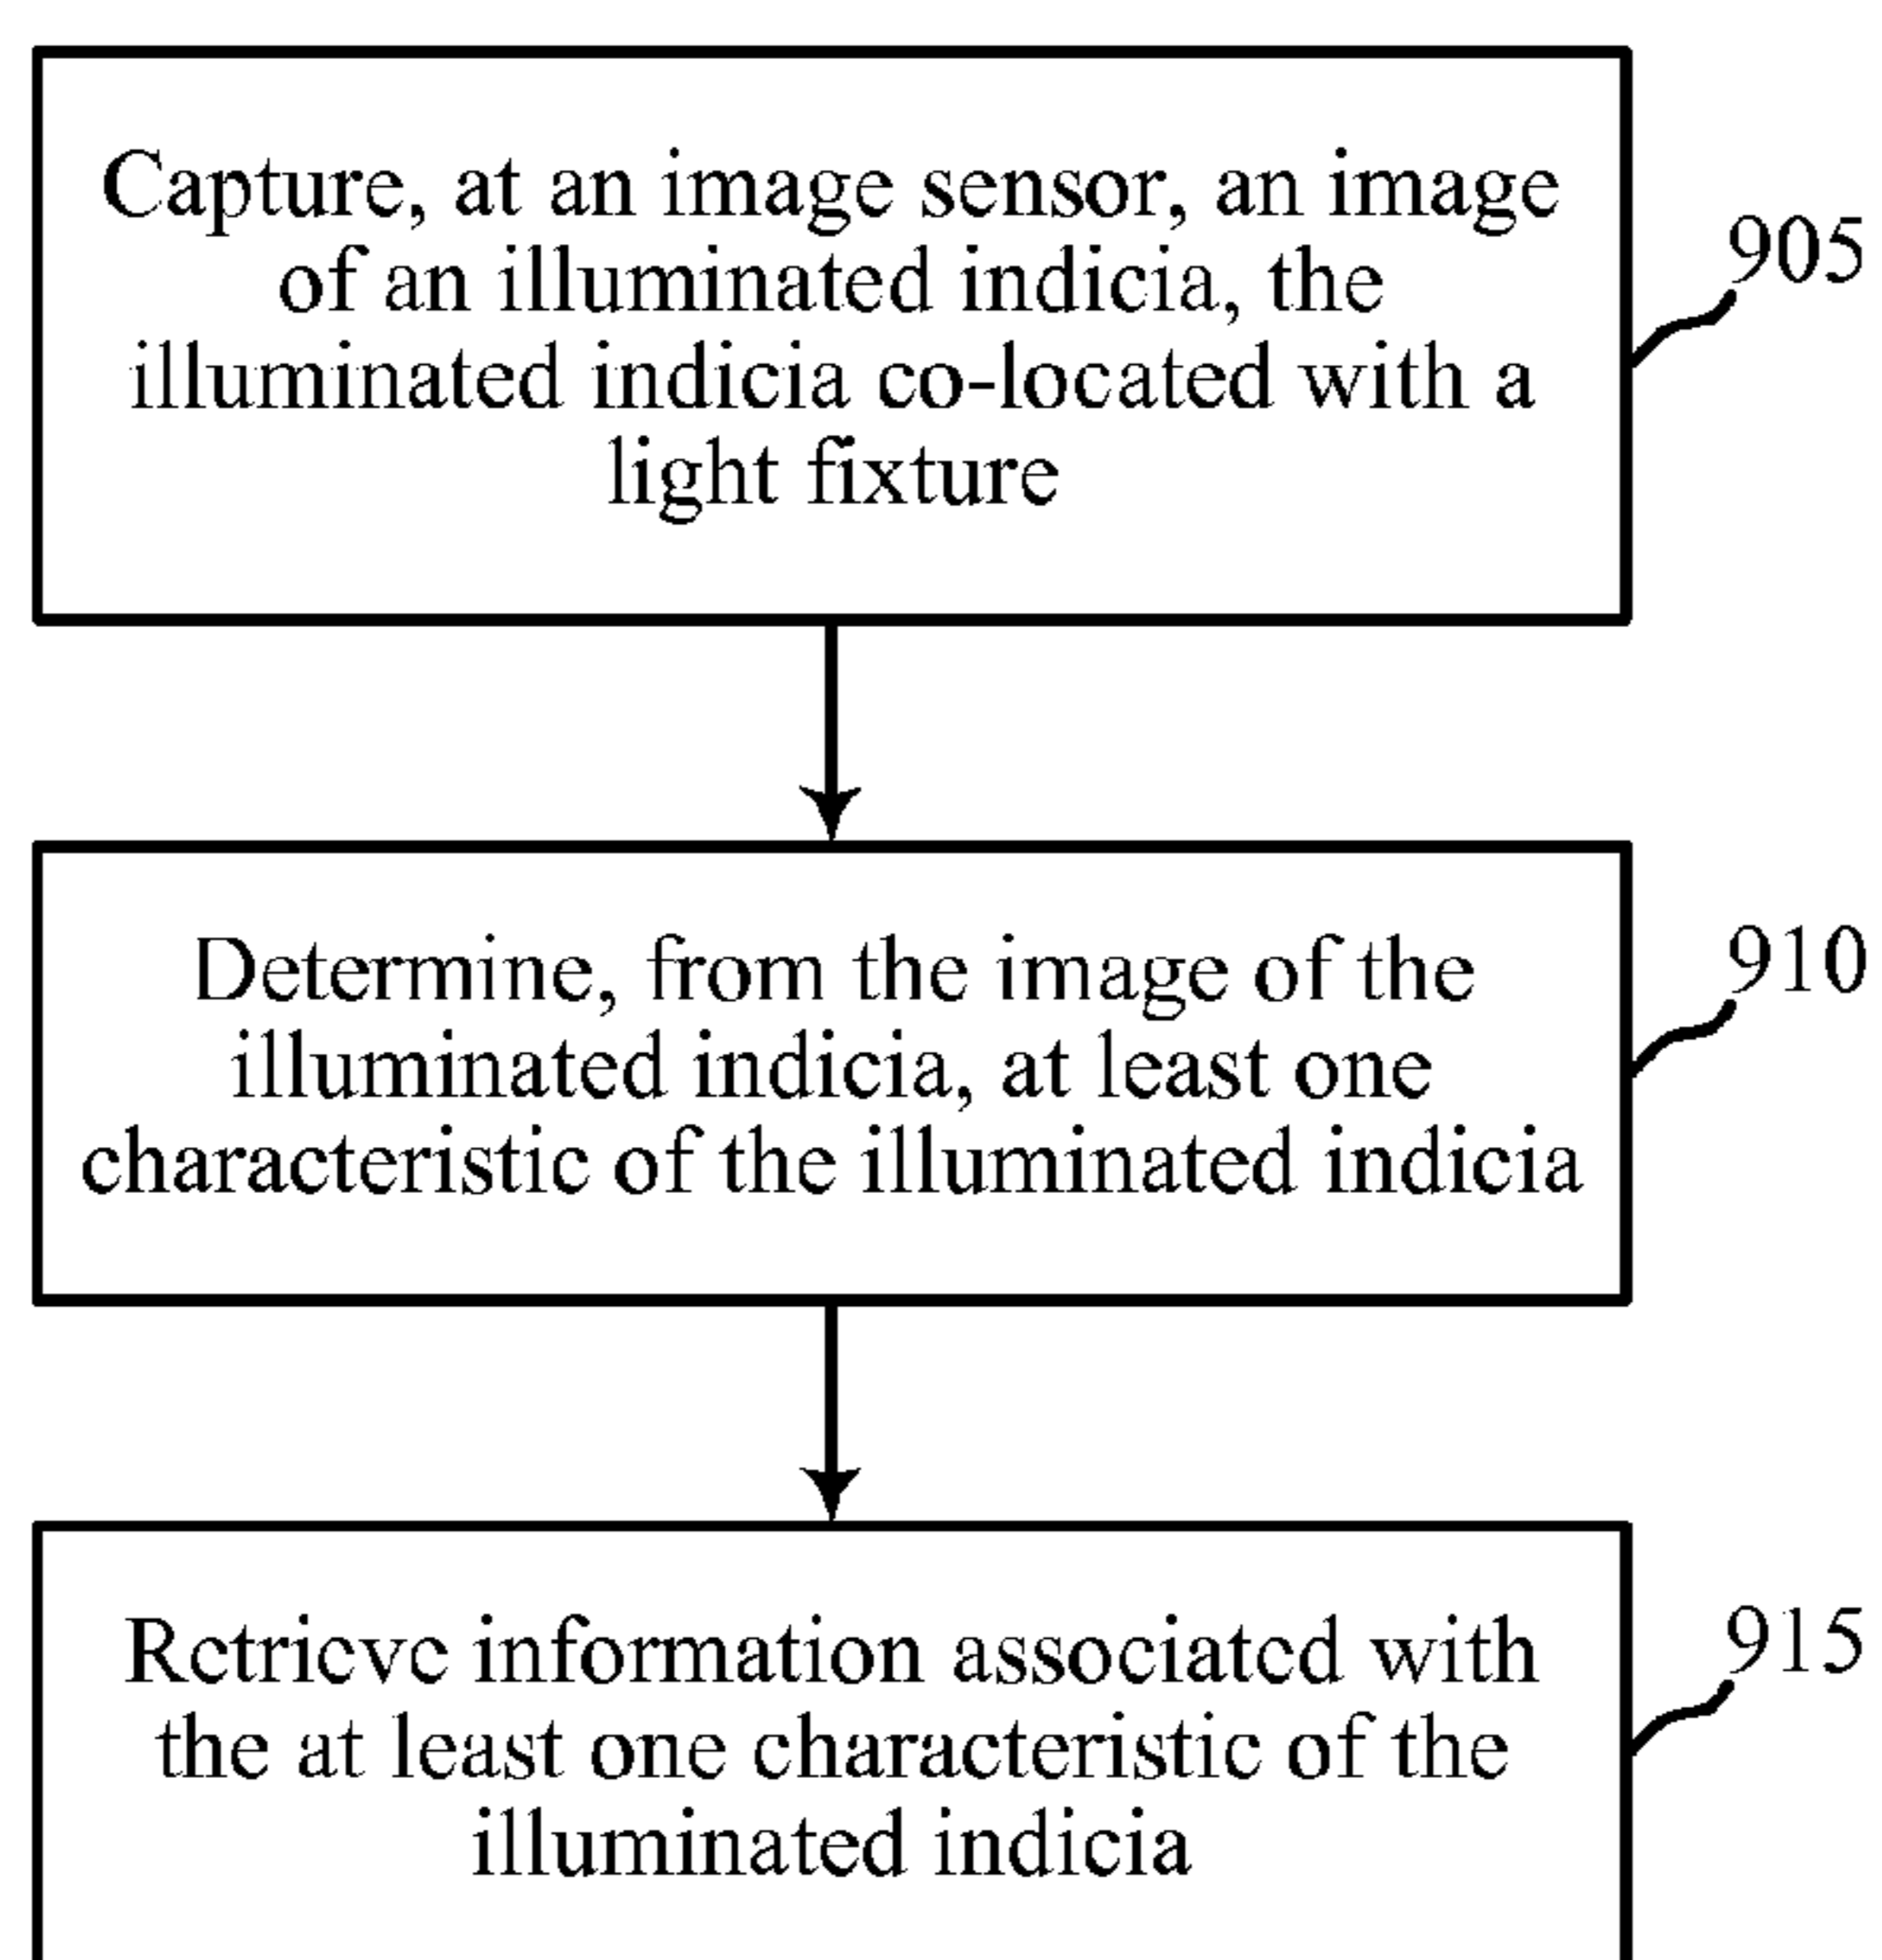 Capture, at an image sensor, an image
of an illuminated indicia, the
illuminated indicia co-located with a
light fixture
905
Determine, from the image of the
illuminated indicia, at least one
characteristic of the illuminated indicia
910
Retrieve information associated with
the at least one characteristic of the
illuminated indicia
915